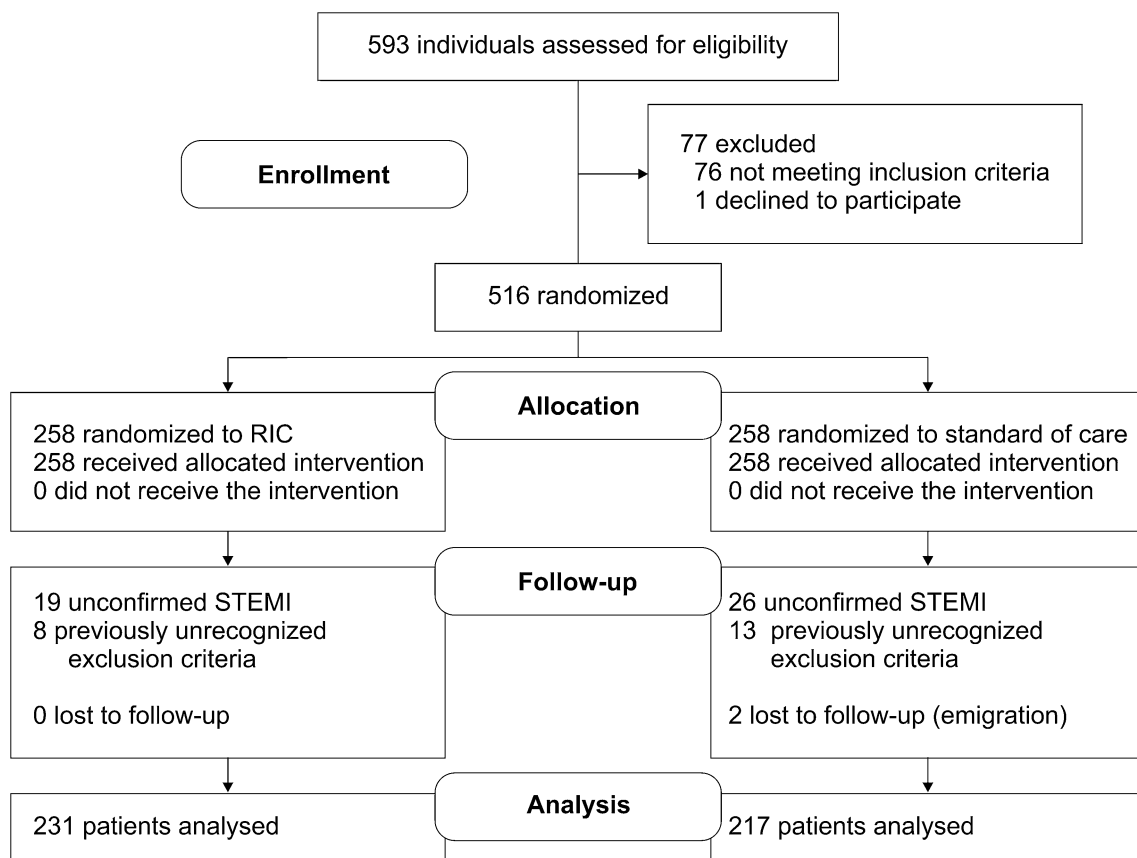 593 individuals assessed for eligibility
77 excluded
76 not meeting inclusion criteria
1 declined to participate
Enrollment
516 randomized
Allocation
258 randomized to RIC
258 received allocated intervention
0 did not receive the intervention
258 randomized to standard of care
258 received allocated intervention
0 did not receive the intervention
Follow-up
19 unconfirmed STEMI
8 previously unrecognized
exclusion criteria
0 lost to follow-up
26 unconfirmed STEMI
13 previously unrecognized
exclusion criteria
2 lost to follow-up (emigration)
Analysis
231 patients analysed
217 patients analysed